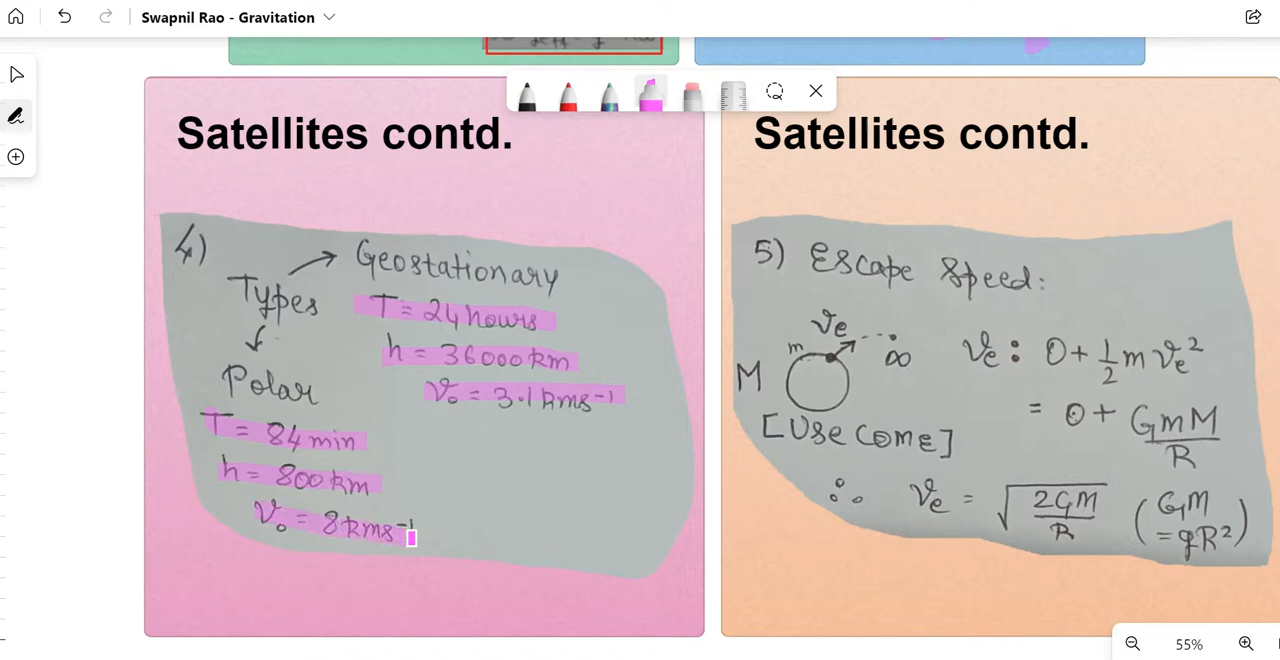 Swapnil Rao - Gravitation
Satellites contd.
4)
Types → Geostationary
T = 24 hours
h = 36000 km
v₀ = 3.1 kms⁻¹
↓
Polar
T = 84 min
h = 800 km
v₀ = 8 kms⁻¹
Satellites contd.
5) Escape Speed:
M m ve ∞
[Use COME]
ve : 0 + 1/2 m ve²
= 0 + GmM/R
∴ ve = √(2GM/R) (GM = gR²)
55%